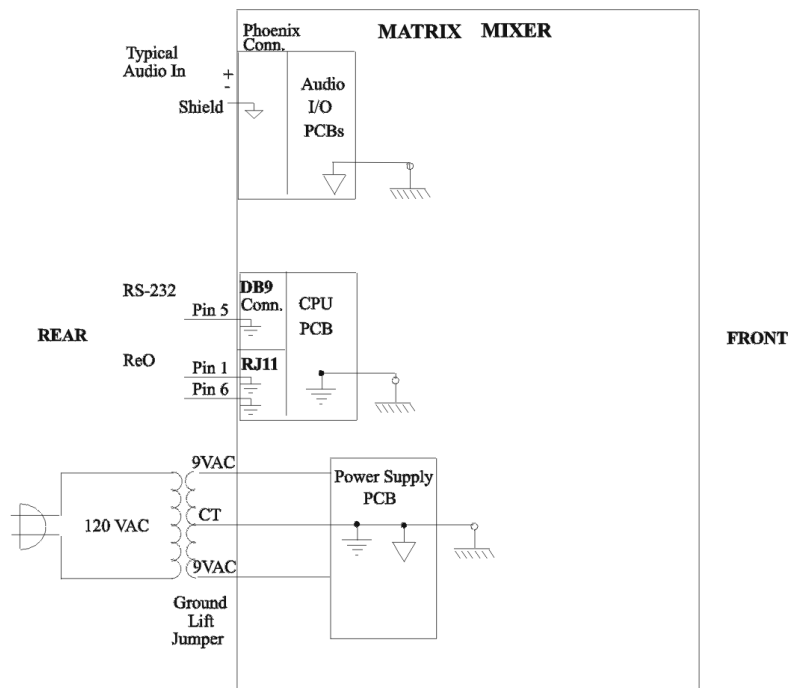 Phoenix
Conn.
MATRIX MIXER
Typical
Audio In
+
-
Shield
Audio
I/O
PCBs
RS-232
Pin 5
DB9
Conn.
CPU
PCB
REAR
FRONT
ReO
Pin 1
Pin 6
RJ11
9VAC
Power Supply
PCB
120 VAC
CT
9VAC
Ground
Lift
Jumper